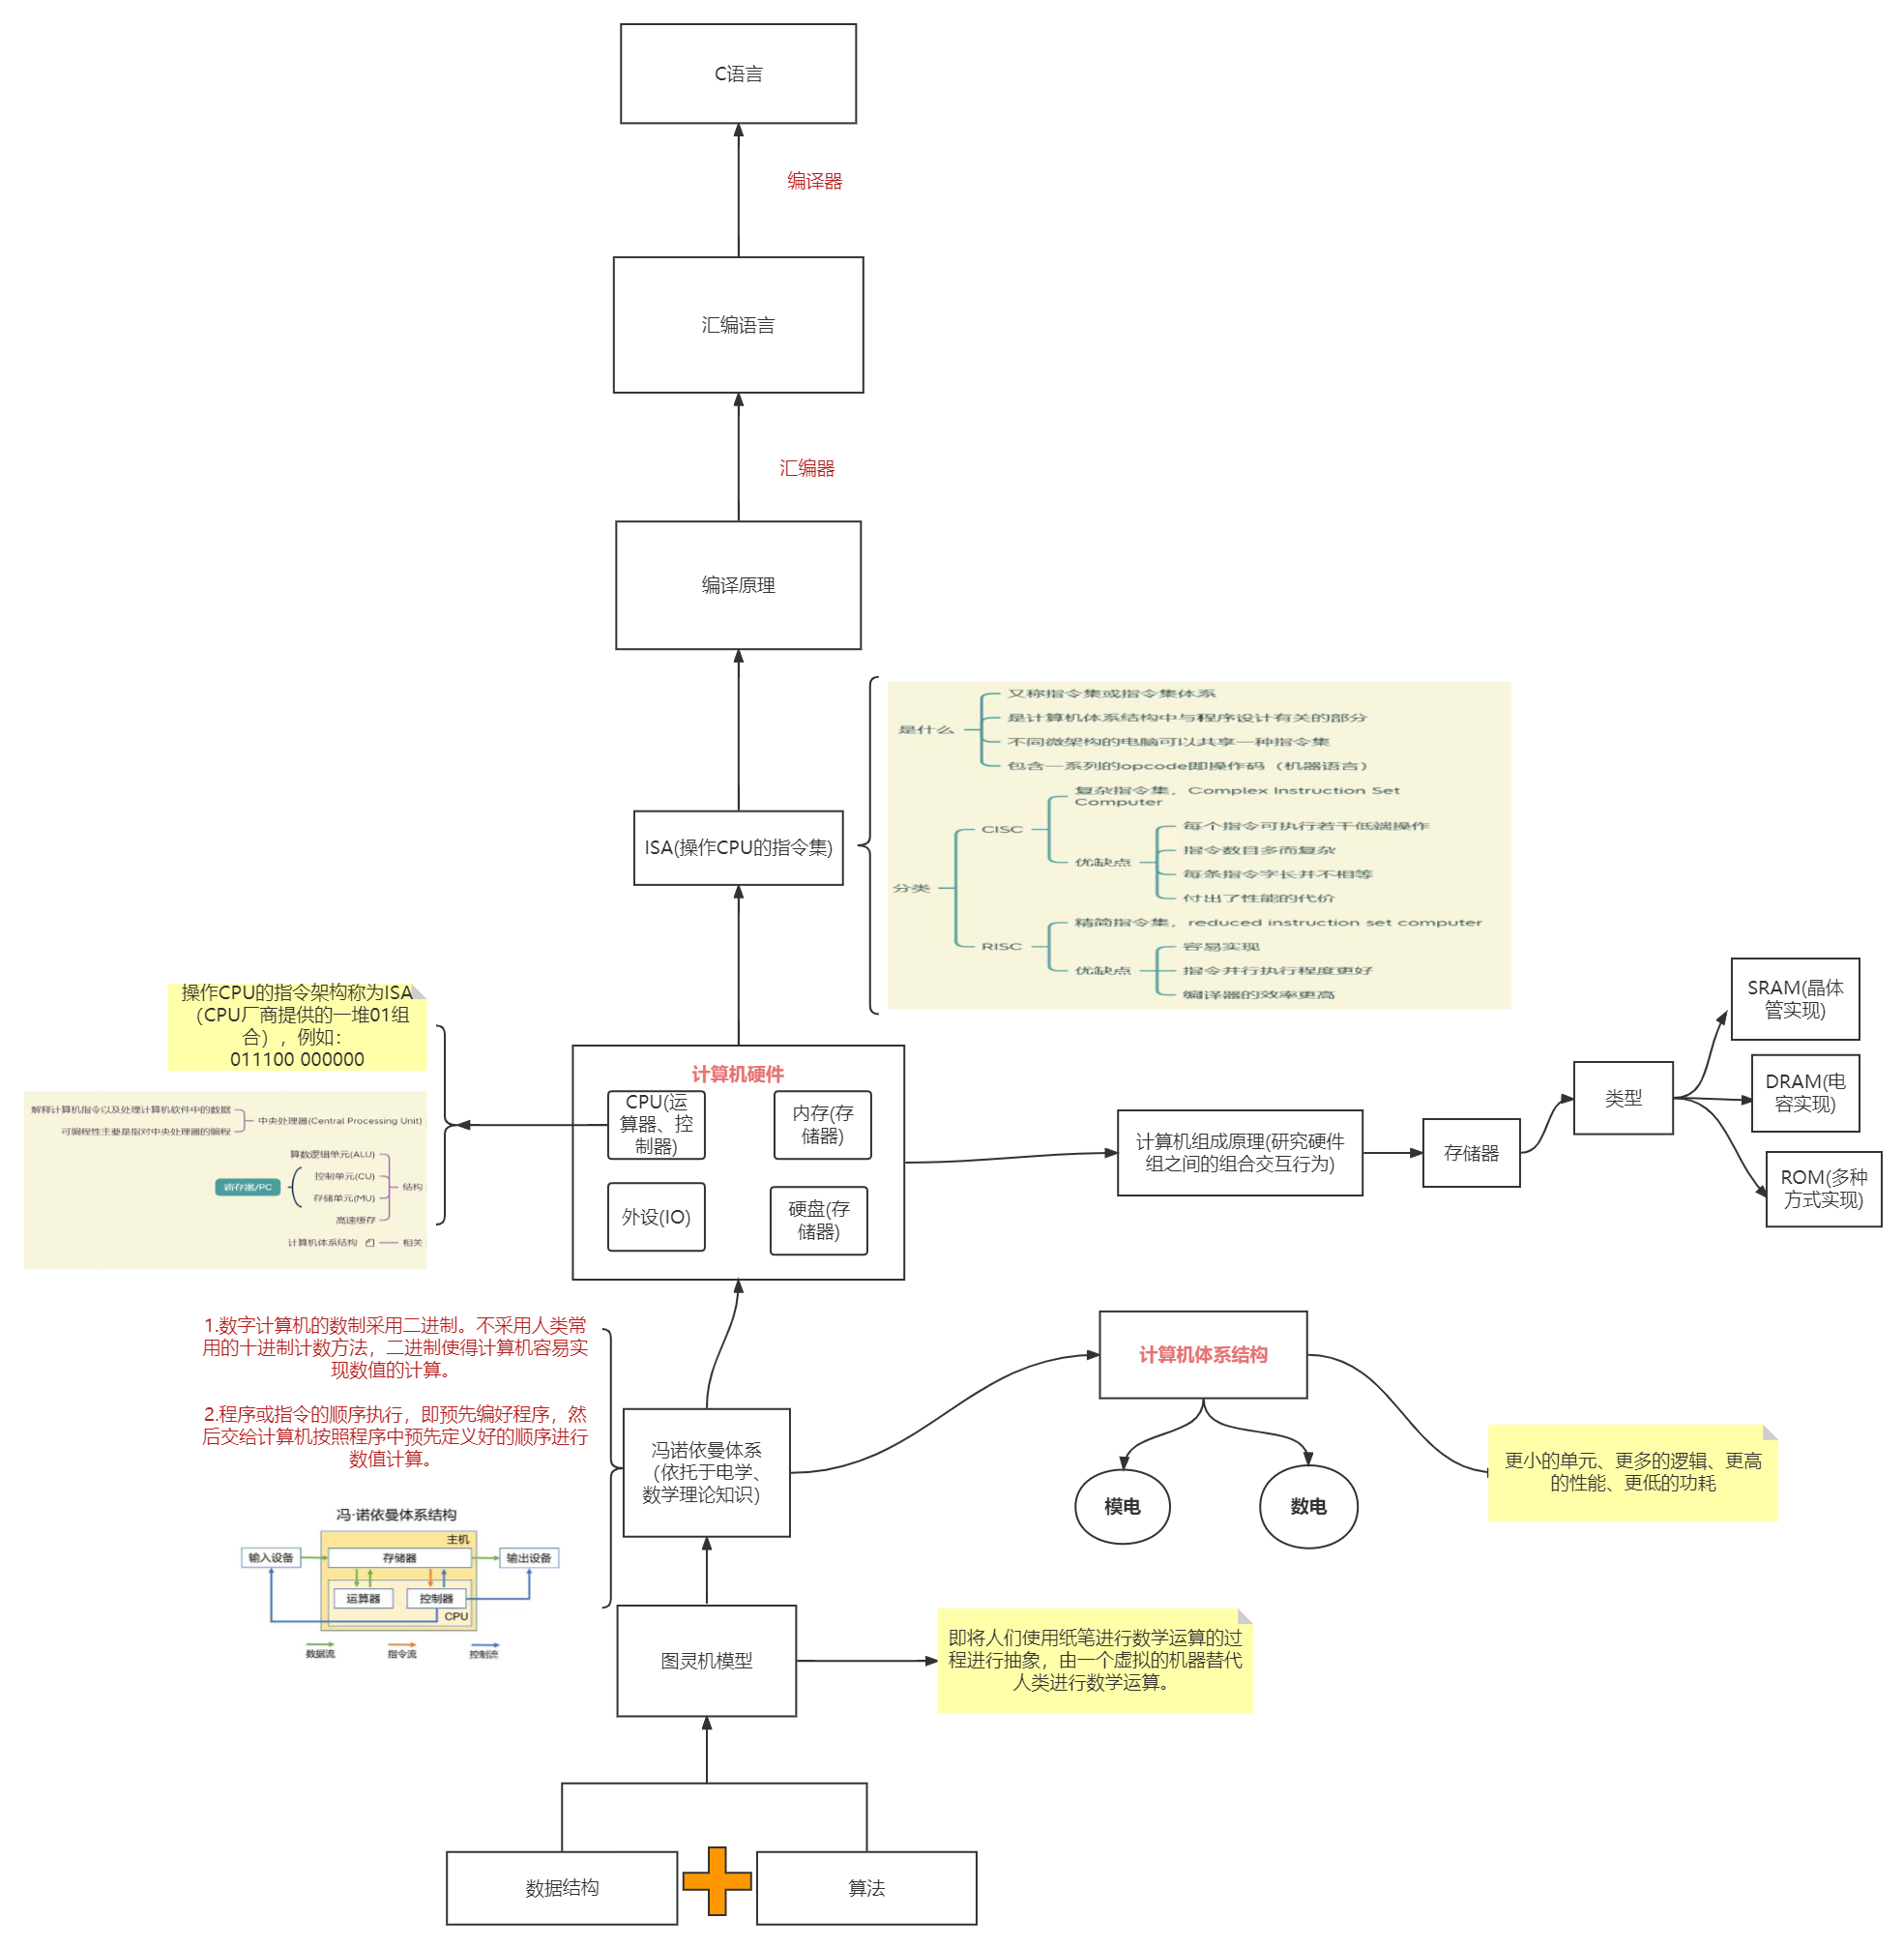 C语言
编译器
汇编语言
汇编器
编译原理
ISA(操作CPU的指令集)
是什么
又称指令集或指令集体系
是计算机体系结构中与程序设计有关的部分
不同微架构的电脑可以共享一种指令集
包含一系列的opcode即操作码（机器语言）
分类
CISC
复杂指令集，Complex Instruction Set
Computer
优缺点
每个指令可执行若干低端操作
指令数目多而复杂
每条指令字长并不相等
付出了性能的代价
RISC
精简指令集，reduced instruction set computer
优缺点
容易实现
指令并行执行程度更好
编译器的效率更高
操作CPU的指令架构称为ISA
（CPU厂商提供的一堆01组
合），例如：
011100 000000
解释计算机指令以及处理计算机软件中的数据
可编程性主要是指对中央处理器的编程
中央处理器(Central Processing Unit)
算数逻辑单元(ALU)
控制单元(CU)
存储单元(MU)
寄存器/PC
高速缓存
结构
计算机体系结构
相关
计算机硬件
CPU(运
算器、控
制器)
内存(存
储器)
外设(IO)
硬盘(存
储器)
计算机组成原理(研究硬件
组之间的组合交互行为)
存储器
类型
SRAM(晶体
管实现)
DRAM(电
容实现)
ROM(多种
方式实现)
1.数字计算机的数制采用二进制。不采用人类常
用的十进制计数方法，二进制使得计算机容易实
现数值的计算。
2.程序或指令的顺序执行，即预先编好程序，然
后交给计算机按照程序中预先定义好的顺序进行
数值计算。
冯诺依曼体系
（依托于电学、
数学理论知识）
计算机体系结构
模电
数电
更小的单元、更多的逻辑、更高
的性能、更低的功耗
冯·诺依曼体系结构
主机
输入设备
存储器
输出设备
运算器
控制器
CPU
数据流
指令流
控制流
图灵机模型
即将人们使用纸笔进行数学运算的过
程进行抽象，由一个虚拟的机器替代
人类进行数学运算。
数据结构
算法